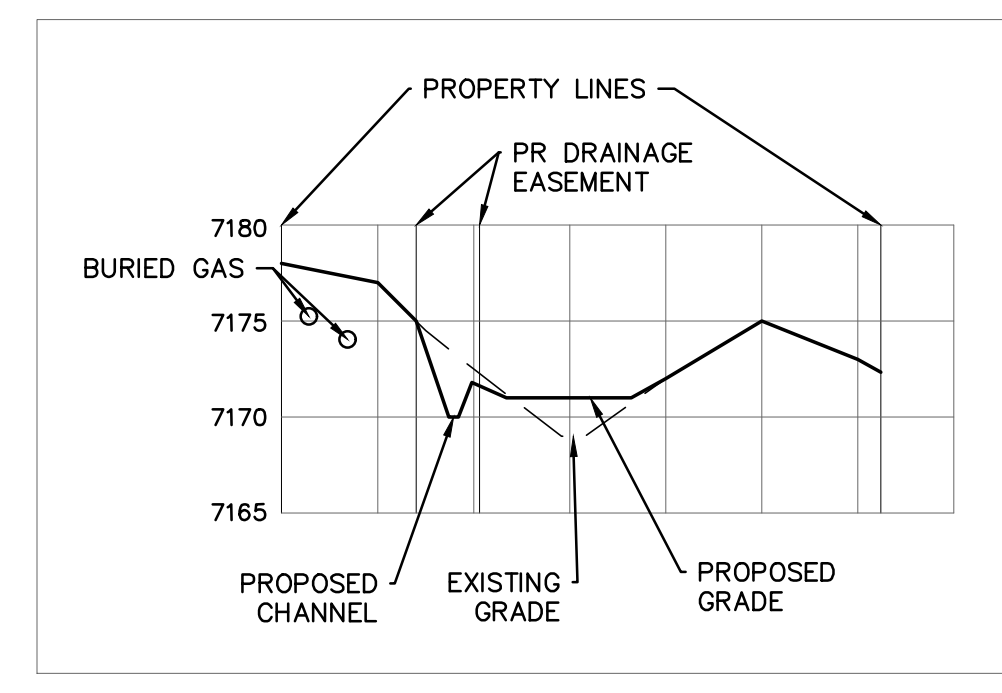 PROPERTY LINES
PR DRAINAGE
EASEMENT
7180
BURIED GAS
7175
7170
7165
PROPOSED
CHANNEL
EXISTING
GRADE
PROPOSED
GRADE